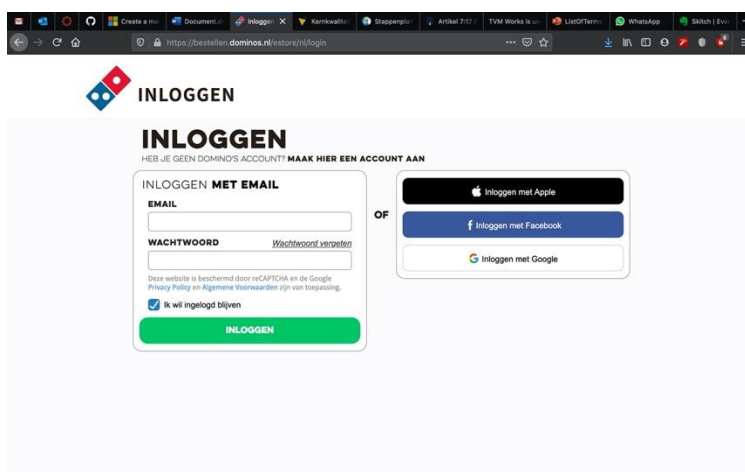 Create a mo
Document.d
Inloggen
Kernkwalite
Stappenplan
Artikel 7:17
TVM Works is
ListOfTerms
WhatsApp
Skitch | Ever
https://bestellen.dominos.nl/estore/nl/login
INLOGGEN
INLOGGEN
HEB JE GEEN DOMINO'S ACCOUNT? MAAK HIER EEN ACCOUNT AAN
INLOGGEN MET EMAIL
EMAIL
WACHTWOORD Wachtwoord vergeten
Deze website is beschermd door reCAPTCHA en de Google
Privacy Policy en Algemene Voorwaarden zijn van toepassing.
Ik wil ingelogd blijven
INLOGGEN
OF
Inloggen met Apple
Inloggen met Facebook
Inloggen met Google